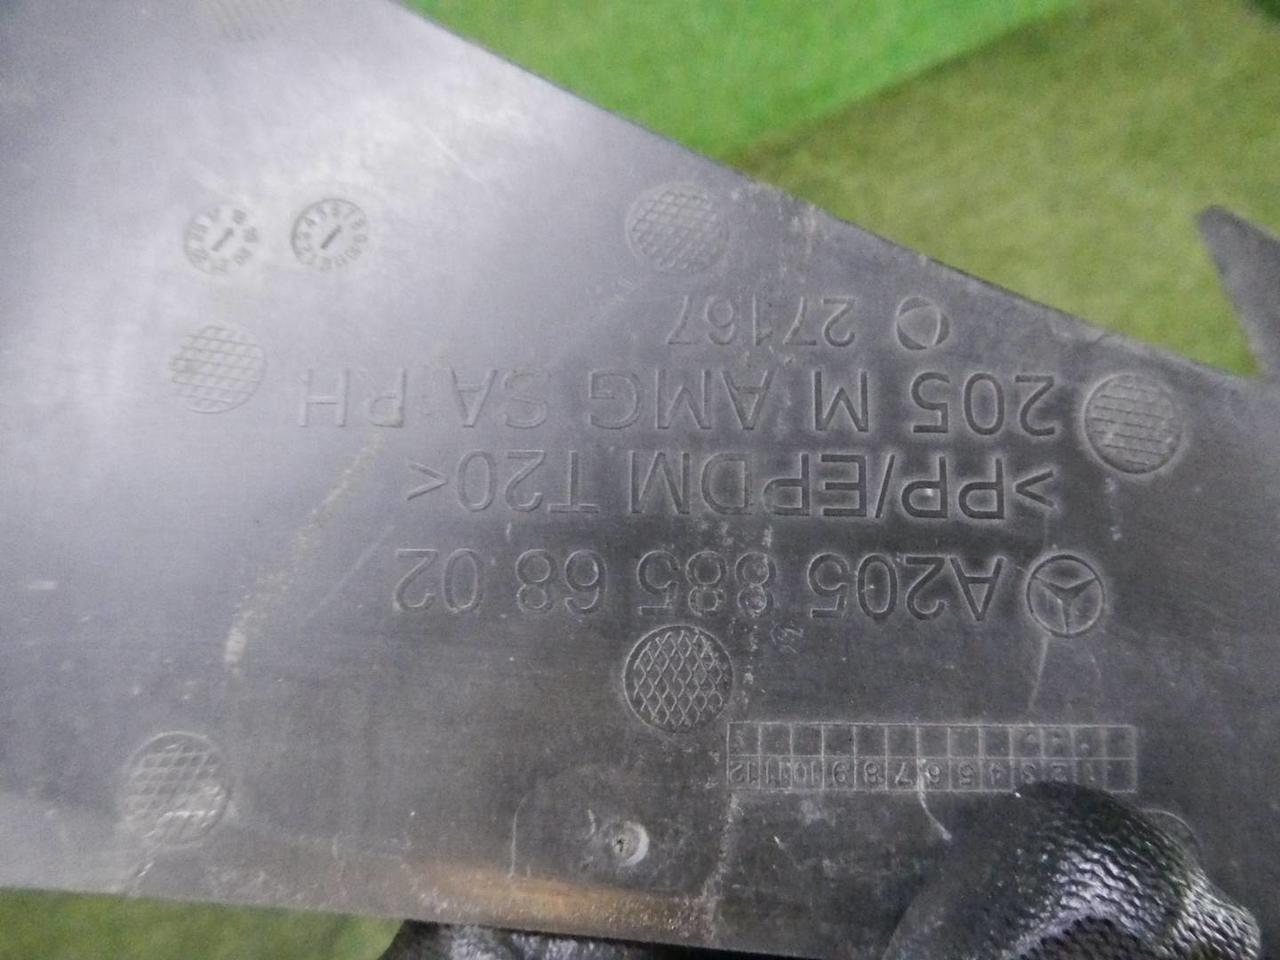 A205 885 68 02
>PP/EPDM T20<
205 M AMG SA RH
27167
1 2 3 4 5 6 7 8 9 10 11 12